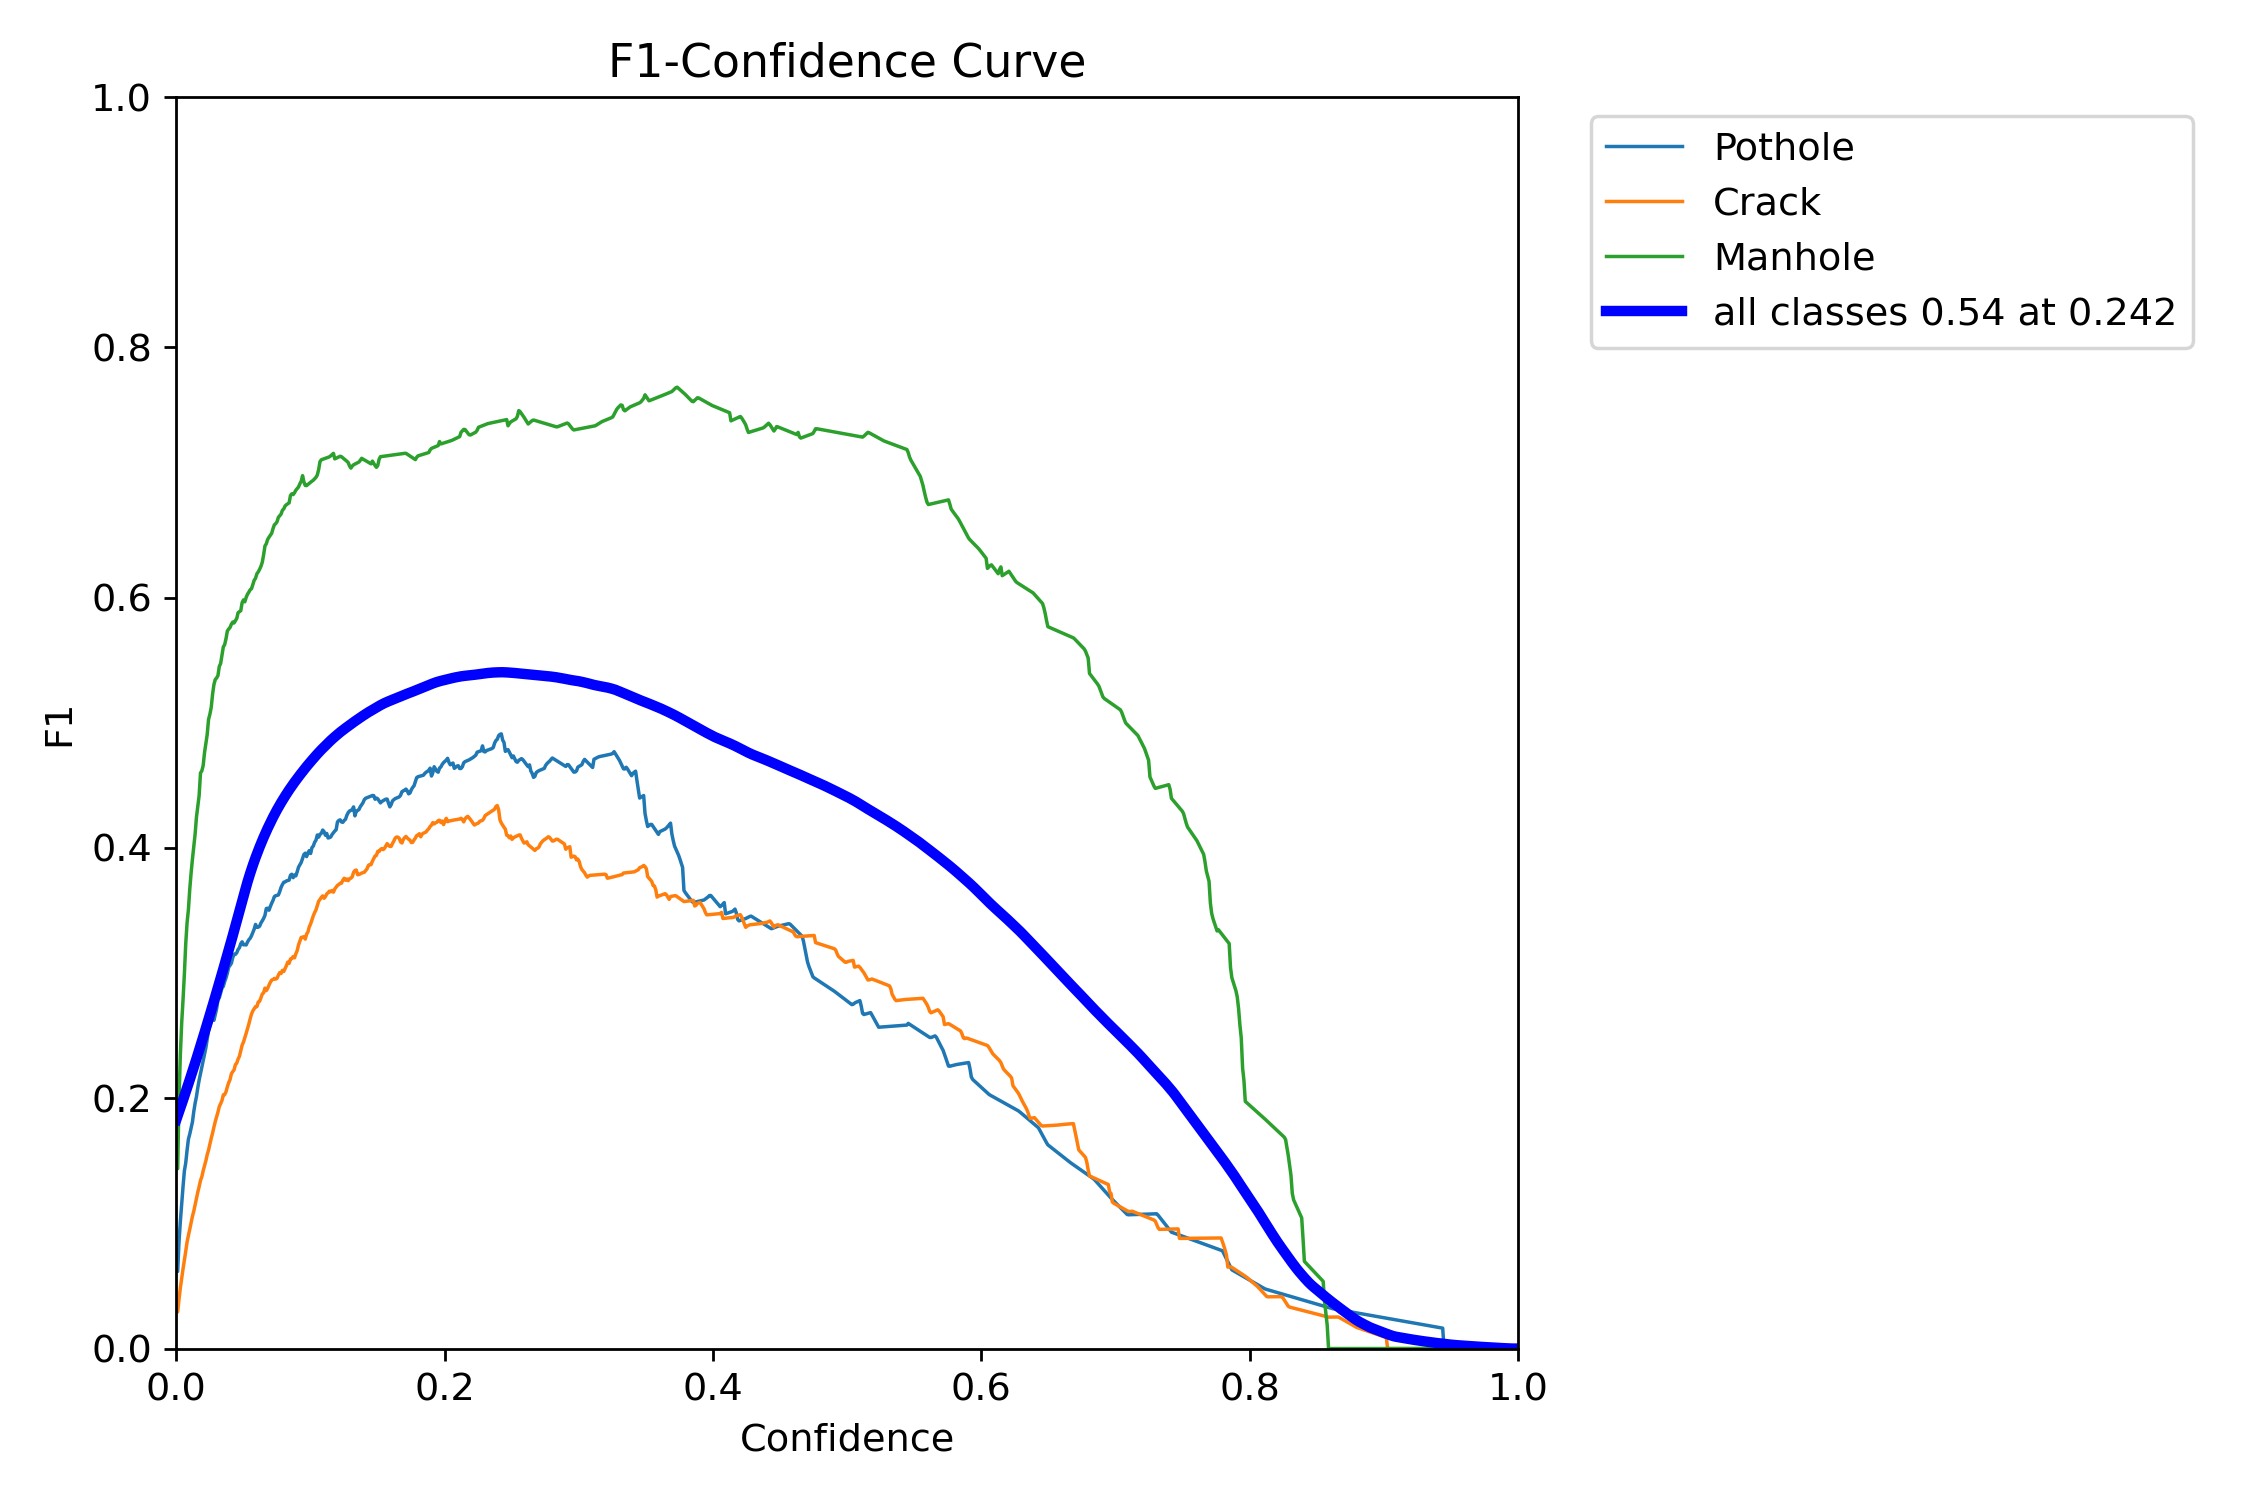 F1-Confidence Curve
1.0
0.8
0.6
0.4
0.2
0.0
F1
0.0 0.2 0.4 0.6 0.8 1.0
Confidence
Pothole
Crack
Manhole
all classes 0.54 at 0.242